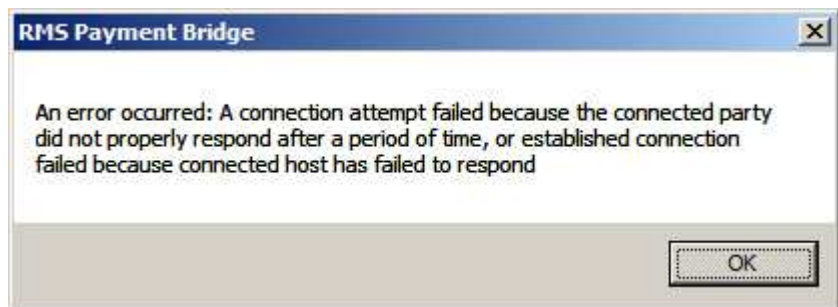 RMS Payment Bridge
An error occurred: A connection attempt failed because the connected party
did not properly respond after a period of time, or established connection
failed because connected host has failed to respond
OK